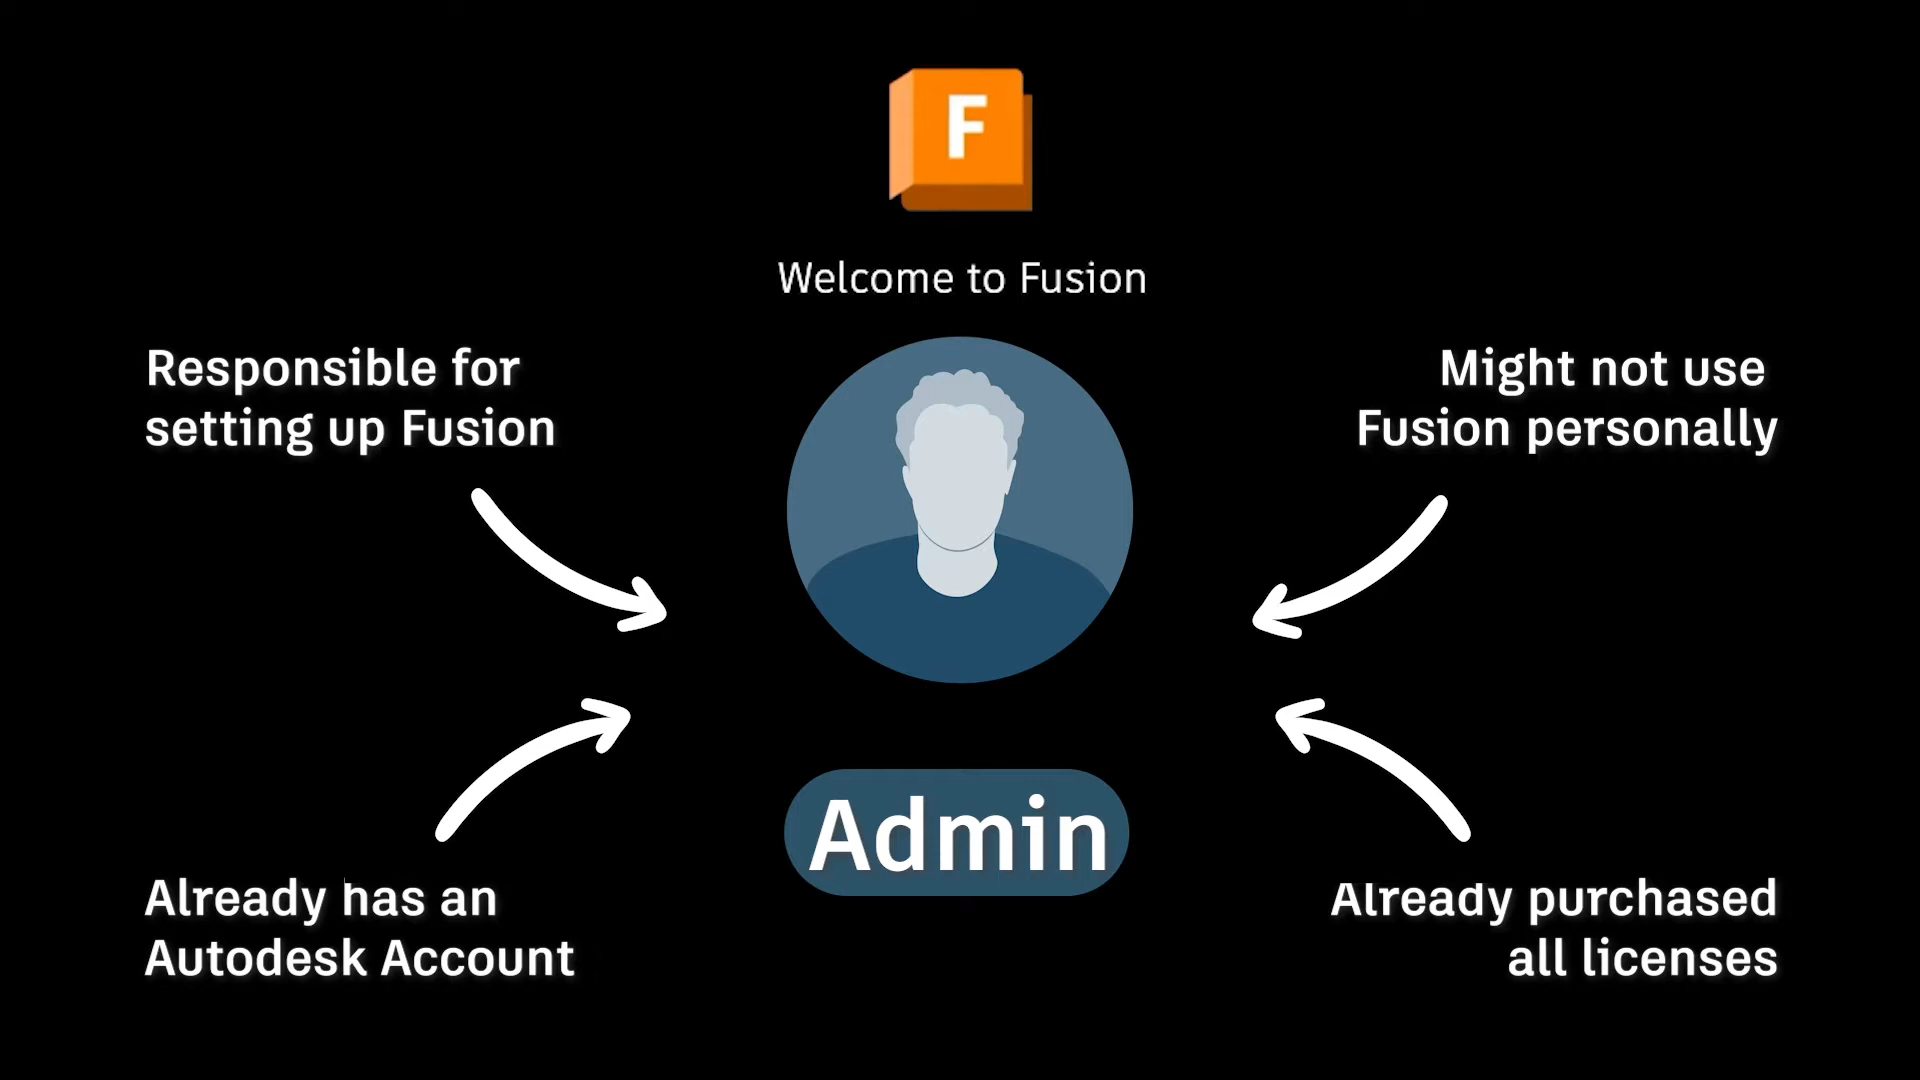 F
Welcome to Fusion
Responsible for
setting up Fusion
Might not use
Fusion personally
Admin
Already has an
Autodesk Account
Already purchased
all licenses